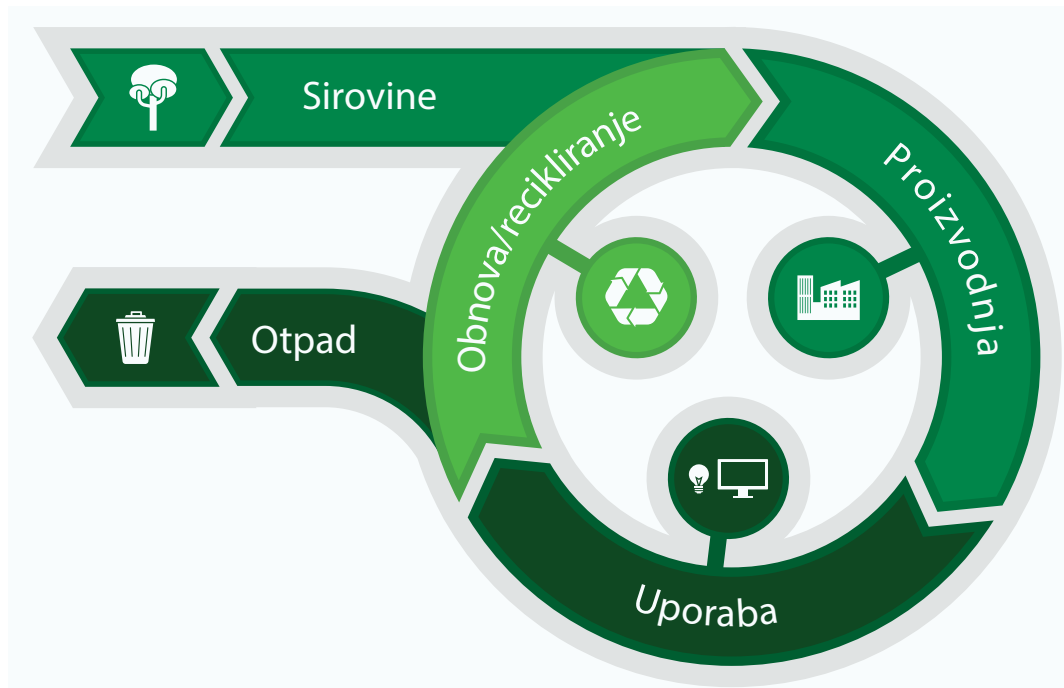 Sirovine
Obnova/recikliranje
Proizvodnja
Otpad
Uporaba